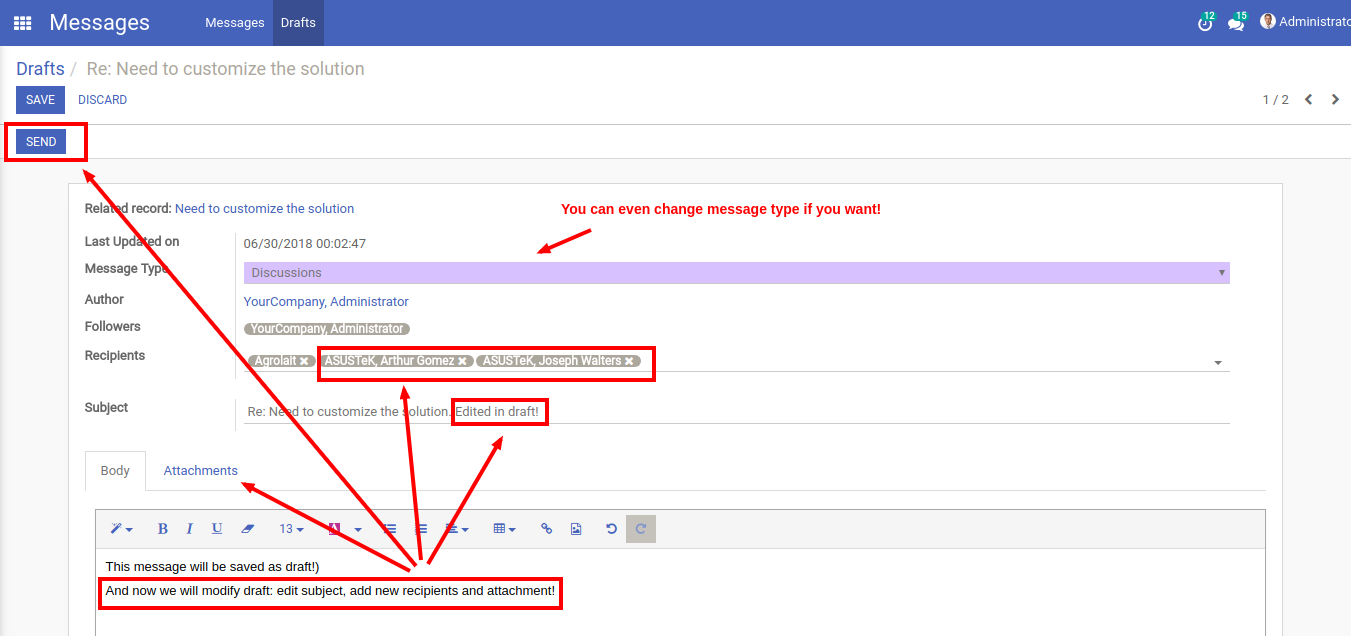 Messages Messages Drafts 12 15 Administrato
Drafts / Re: Need to customize the solution
SAVE DISCARD 1 / 2
SEND
Related record: Need to customize the solution You can even change message type if you want!
Last Updated on 06/30/2018 00:02:47
Message Type Discussions
Author YourCompany, Administrator
Followers YourCompany, Administrator
Recipients Agrolait ASUSTeK, Arthur Gomez ASUSTeK, Joseph Walters
Subject Re: Need to customize the solution. Edited in draft!
Body Attachments
B I U 13 A
This message will be saved as draft!)
And now we will modify draft: edit subject, add new recipients and attachment!